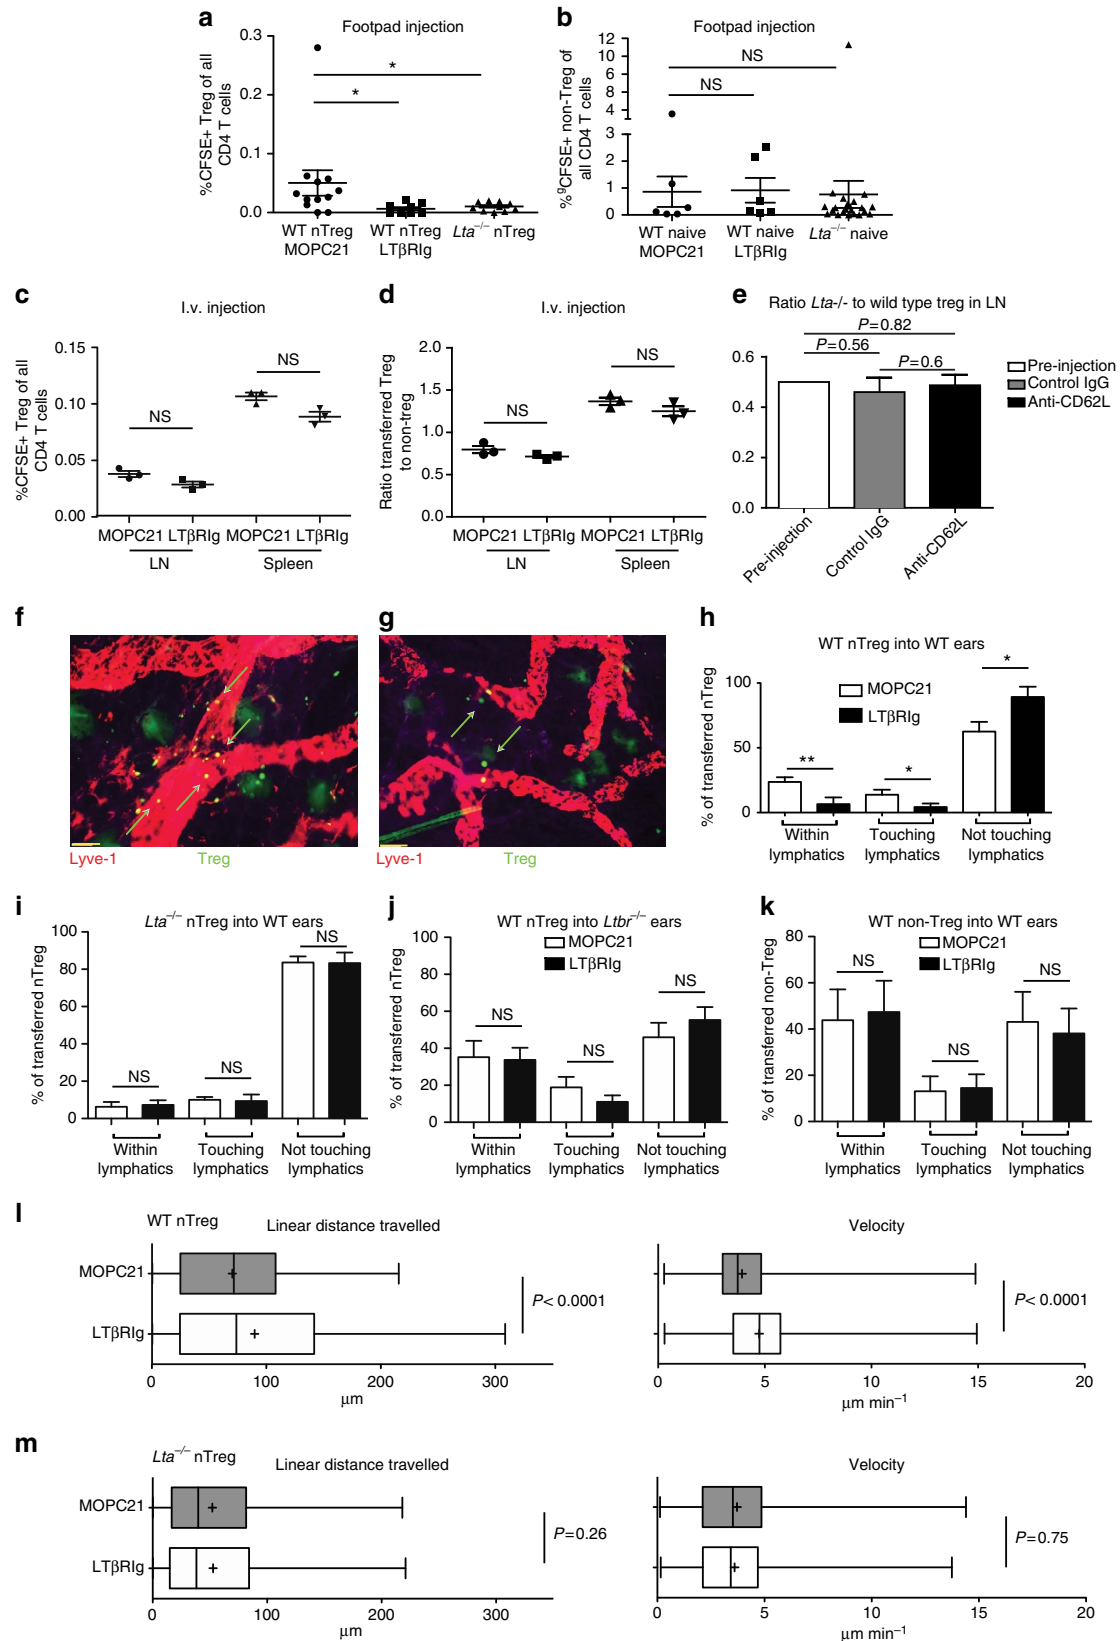 a
Footpad injection
%CFSE+ Treg of all
CD4 T cells
0.3
0.2
0.1
0.0
*
*
WT nTreg
MOPC21
WT nTreg
LTβRIg
Lta−/− nTreg
b
Footpad injection
%gCFSE+ non-Treg of
all CD4 T cells
12
10
8
6
4
3
2
1
0
NS
NS
WT naive
MOPC21
WT naive
LTβRIg
Lta−/− naive
c
I.v. injection
%CFSE+ Treg of all
CD4 T cells
0.15
0.10
0.05
0.00
NS
NS
MOPC21 LTβRIg MOPC21 LTβRIg
LN Spleen
d
I.v. injection
Ratio transferred Treg
to non-treg
2.0
1.5
1.0
0.5
0.0
NS
NS
MOPC21 LTβRIg MOPC21 LTβRIg
LN Spleen
e
Ratio Lta-/- to wild type treg in LN
P=0.82
P=0.56
P=0.6
0.6
0.4
0.2
0.0
Pre-injection
Control IgG
Anti-CD62L
Pre-injection
Control IgG
Anti-CD62L
f
Lyve-1 Treg
g
Lyve-1 Treg
h
WT nTreg into WT ears
% of transferred nTreg
100
50
0
MOPC21
LTβRIg
**
*
*
Within
lymphatics
Touching
lymphatics
Not touching
lymphatics
i
Lta−/− nTreg into WT ears
% of transferred nTreg
100
80
60
40
20
0
NS
NS
NS
Within
lymphatics
Touching
lymphatics
Not touching
lymphatics
j
WT nTreg into Ltbr−/− ears
% of transferred nTreg
100
80
60
40
20
0
MOPC21
LTβRIg
NS
NS
NS
Within
lymphatics
Touching
lymphatics
Not touching
lymphatics
k
WT non-Treg into WT ears
% of transferred non-Treg
80
60
40
20
0
MOPC21
LTβRIg
NS
NS
NS
Within
lymphatics
Touching
lymphatics
Not touching
lymphatics
l
WT nTreg
Linear distance travelled
MOPC21
LTβRIg
P< 0.0001
0 100 200 300
μm
Velocity
P< 0.0001
0 5 10 15 20
μm min−1
m
Lta−/− nTreg
Linear distance travelled
MOPC21
LTβRIg
P=0.26
0 100 200 300
μm
Velocity
P=0.75
0 5 10 15 20
μm min−1